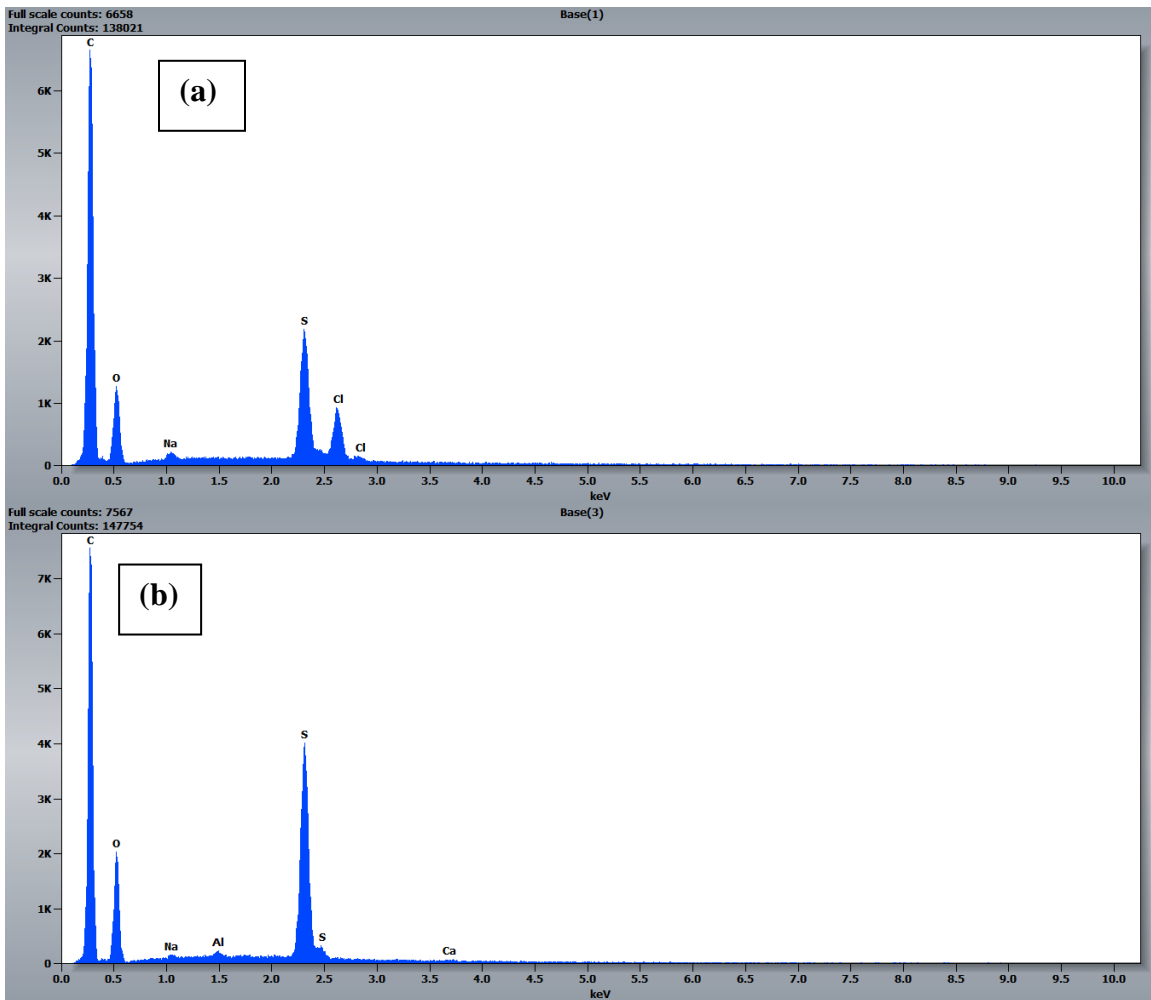 Full scale counts: 6658 Base(1)
Integral Counts: 138021
C
(a)
6K
5K
4K
3K
S
2K
O
Cl
1K
Na
Cl
0
0.0 0.5 1.0 1.5 2.0 2.5 3.0 3.5 4.0 4.5 5.0 5.5 6.0 6.5 7.0 7.5 8.0 8.5 9.0 9.5 10.0
keV
Full scale counts: 7567 Base(3)
Integral Counts: 147754
C
(b)
7K
6K
5K
S
4K
3K
O
2K
1K
Na Al S Ca
0
0.0 0.5 1.0 1.5 2.0 2.5 3.0 3.5 4.0 4.5 5.0 5.5 6.0 6.5 7.0 7.5 8.0 8.5 9.0 9.5 10.0
keV